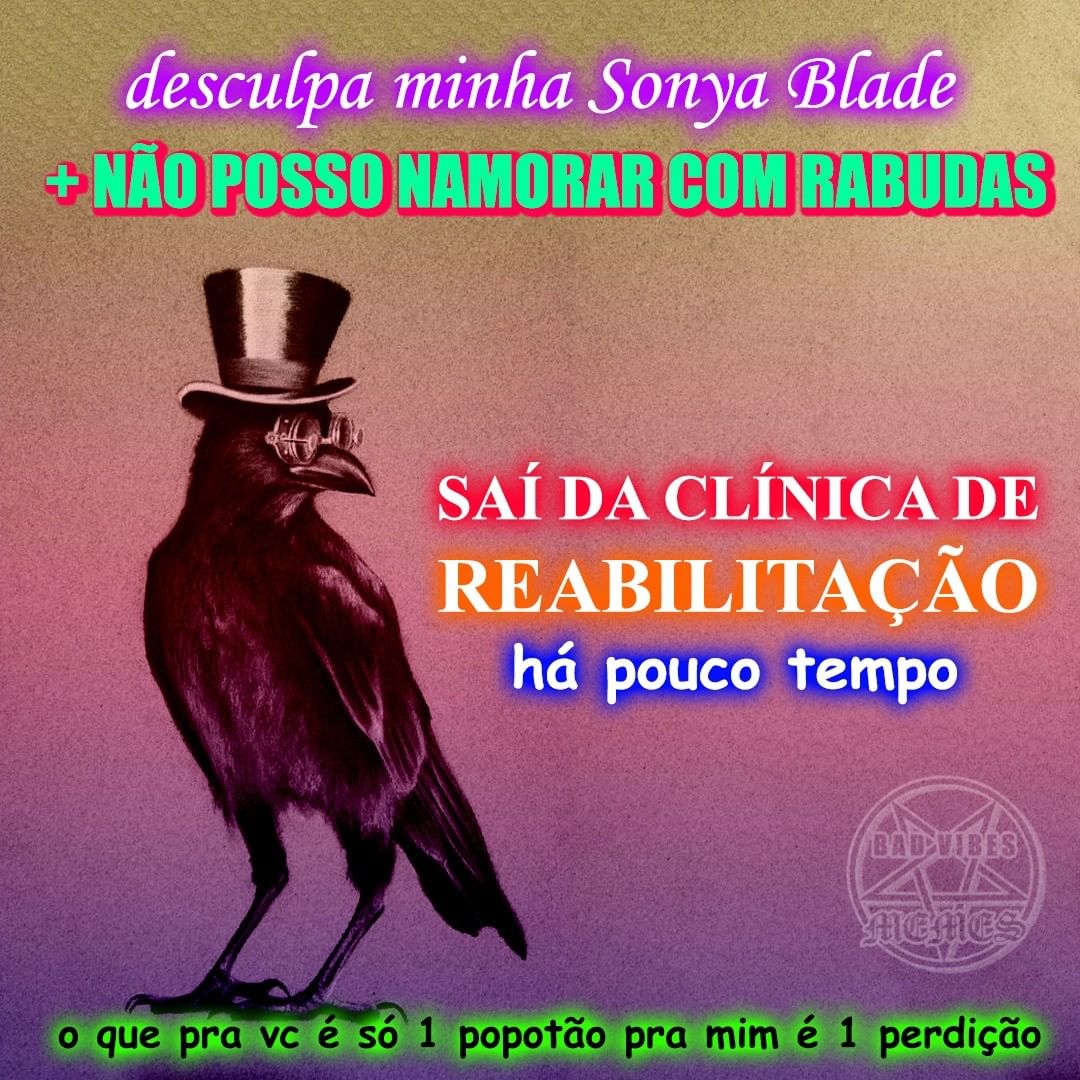 desculpa minha Sonya Blade
+ NÃO POSSO NAMORAR COM RABUDAS
SAÍ DA CLÍNICA DE
REABILITAÇÃO
há pouco tempo
BAD VIBES
MEMES
o que pra vc é só 1 popotão pra mim é 1 perdição